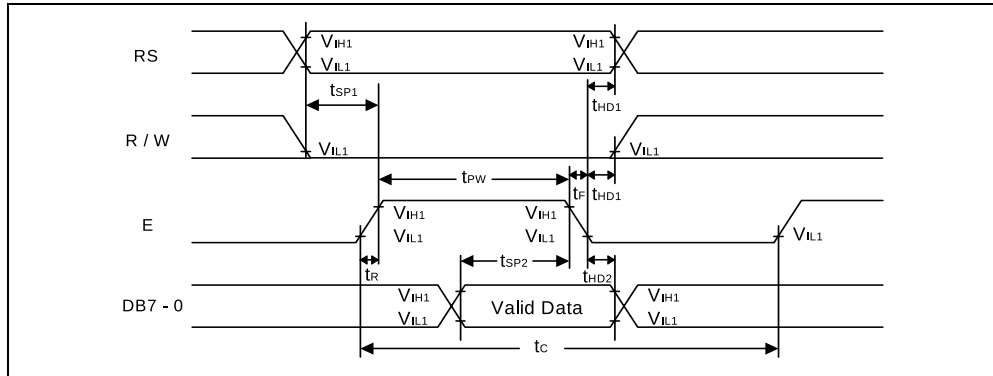 RS
VIH1 VIH1
VIL1 VIL1
tSP1 tHD1
R / W
VIL1 VIL1
tPW tF tHD1
E
VIH1 VIH1
VIL1 VIL1 VIL1
tR tSP2 tHD2
DB7 - 0
VIH1 Valid Data VIH1
VIL1 VIL1
tC